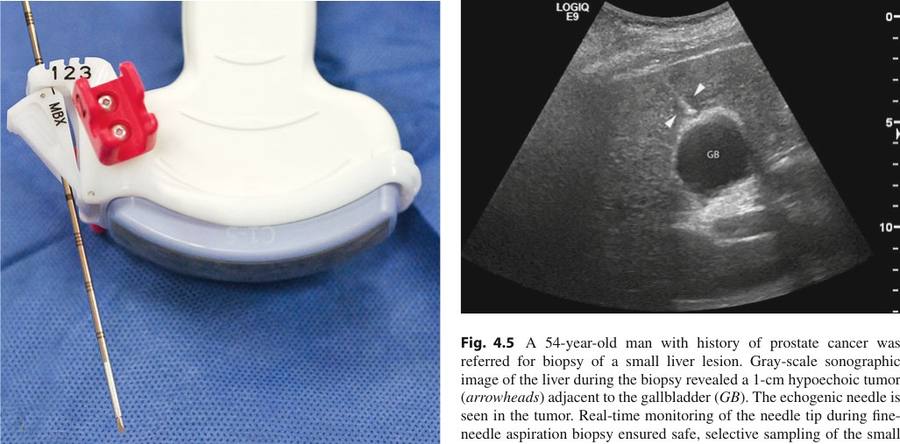 123
MBX
C1-5
LOGIQ
E9
0
5
10
GB
Fig. 4.5 A 54-year-old man with history of prostate cancer was
referred for biopsy of a small liver lesion. Gray-scale sonographic
image of the liver during the biopsy revealed a 1-cm hypoechoic tumor
(arrowheads) adjacent to the gallbladder (GB). The echogenic needle is
seen in the tumor. Real-time monitoring of the needle tip during fine-
needle aspiration biopsy ensured safe, selective sampling of the small